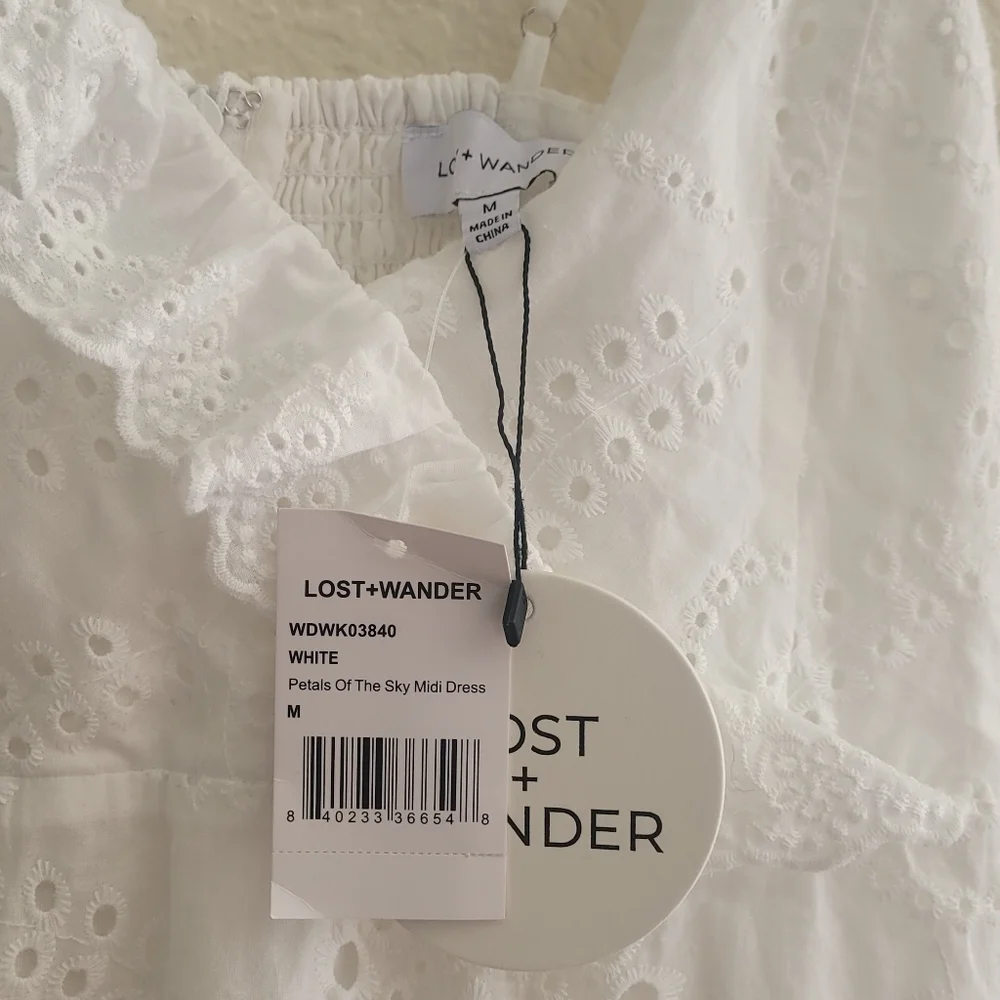 LOST+WANDER
M
MADE IN
CHINA
LOST+WANDER
WDWK03840
WHITE
Petals Of The Sky Midi Dress
M
8 40233 36654 8
OST
+
NDER